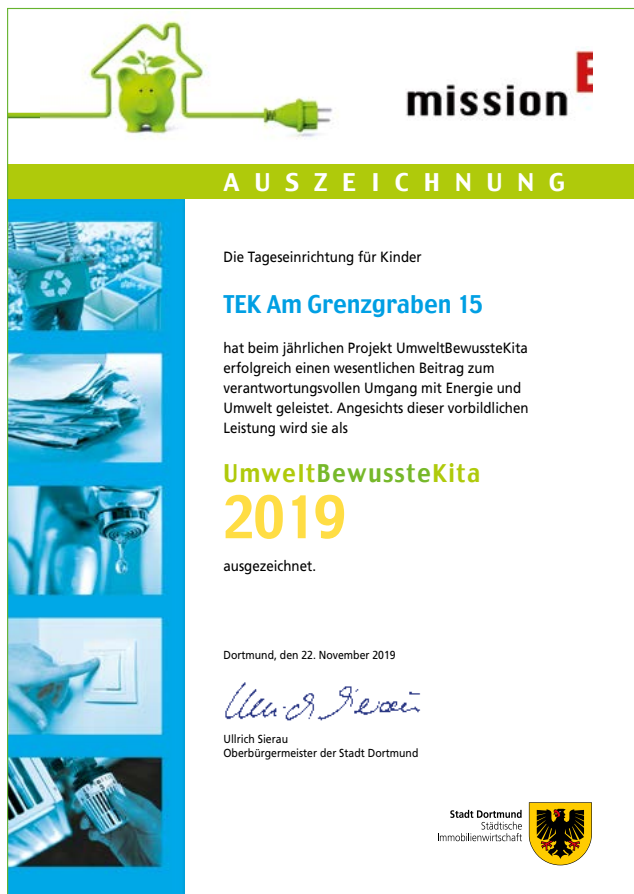 mission E
AUSZEICHNUNG
Die Tageseinrichtung für Kinder
TEK Am Grenzgraben 15
hat beim jährlichen Projekt UmweltBewussteKita
erfolgreich einen wesentlichen Beitrag zum
verantwortungsvollen Umgang mit Energie und
Umwelt geleistet. Angesichts dieser vorbildlichen
Leistung wird sie als
UmweltBewussteKita
2019
ausgezeichnet.
Dortmund, den 22. November 2019
Ullrich Sierau
Ullrich Sierau
Oberbürgermeister der Stadt Dortmund
Stadt Dortmund
Städtische
Immobilienwirtschaft